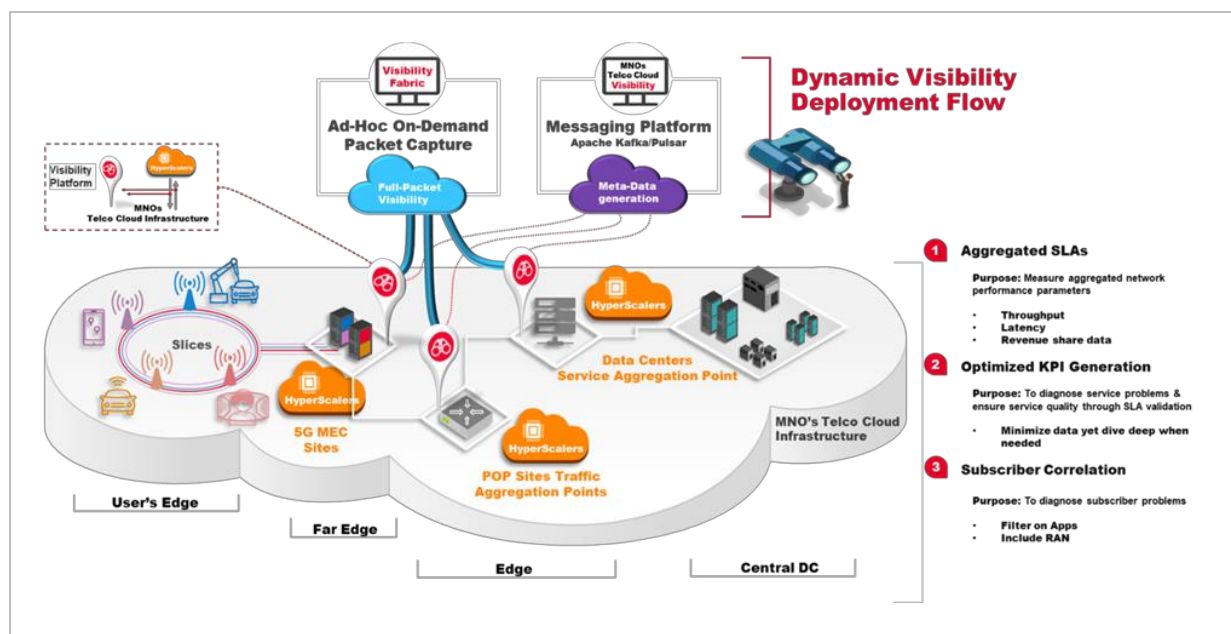 Visibility
Fabric
Ad-Hoc On-Demand
Packet Capture
Full-Packet
Visibility
MNOs
Telco Cloud
Visibility
Messaging Platform
Apache Kafka/Pulsar
Meta-Data
generation
Dynamic Visibility
Deployment Flow
Visibility
Platform
HyperScalers
MNOs
Telco Cloud Infrastructure
Slices
HyperScalers
5G MEC
Sites
HyperScalers
POP Sites Traffic
Aggregation Points
HyperScalers
Data Centers
Service Aggregation Point
MNO's Telco Cloud
Infrastructure
User's Edge
Far Edge
Edge
Central DC
1 Aggregated SLAs
Purpose: Measure aggregated network
performance parameters
• Throughput
• Latency
• Revenue share data
2 Optimized KPI Generation
Purpose: To diagnose service problems &
ensure service quality through SLA validation
• Minimize data yet dive deep when
needed
3 Subscriber Correlation
Purpose: To diagnose subscriber problems
• Filter on Apps
• Include RAN